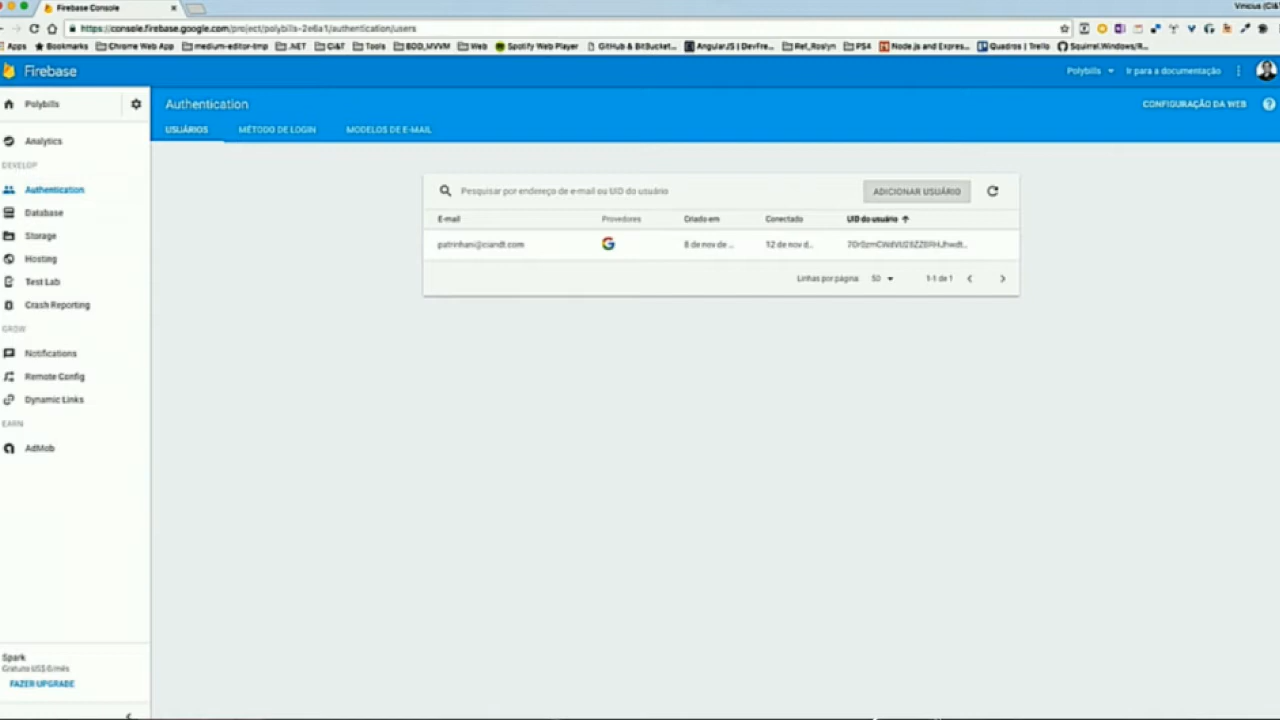 Firebase Console
https://console.firebase.google.com/project/polybills-2e6a1/authentication/users
Apps Bookmarks Chrome Web App medium-editor-tmp .NET CI&T Tools BDD,MVVM Web Spotify Web Player GitHub & BitBucket... AngularJS | DevFre... Ref_Roslyn PS4 Node.js and Expres... Quadros | Trello Squirrel.Windows/R...
Firebase
Polybills Ir para a documentação
Polybills
Authentication
CONFIGURAÇÃO DA WEB
USUÁRIOS MÉTODO DE LOGIN MODELOS DE E-MAIL
Analytics
DEVELOP
Authentication
Database
Storage
Hosting
Test Lab
Crash Reporting
GROW
Notifications
Remote Config
Dynamic Links
EARN
AdMob
Spark
Gratuito US$ 0/mês
FAZER UPGRADE
Pesquisar por endereço de e-mail ou UID do usuário
ADICIONAR USUÁRIO
E-mail Provedores Criado em Conectado UID do usuário
patrinhani@ciandt.com 8 de nov de ... 12 de nov d...
Linhas por página: 50 1-1 de 1